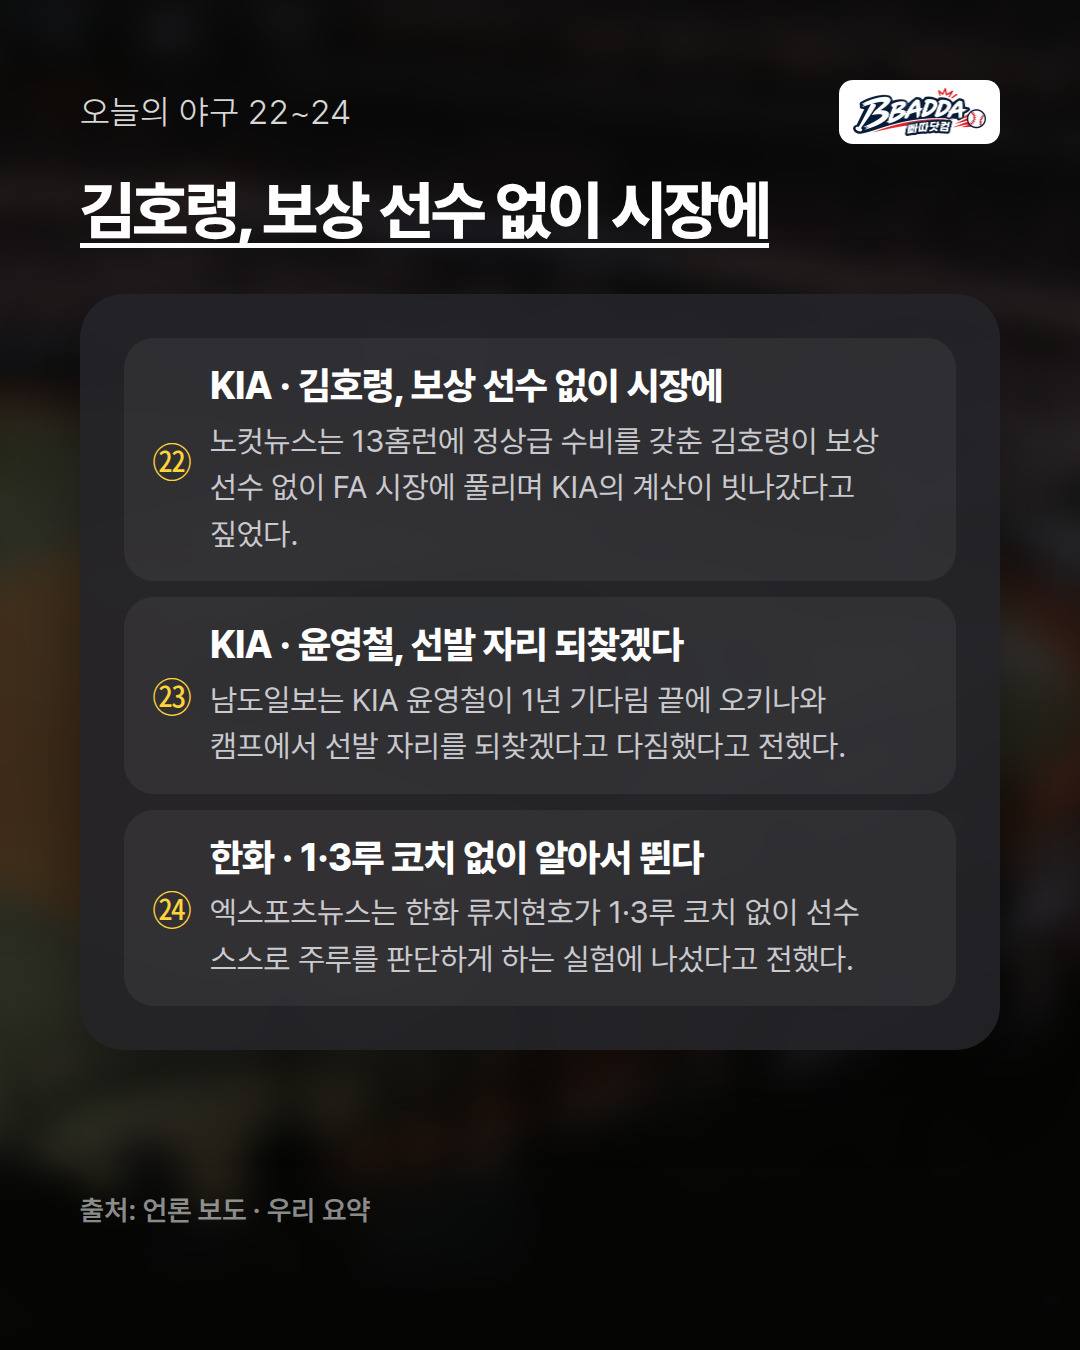 오늘의 야구 22~24
BBADDA
빠따닷컴
김호령, 보상 선수 없이 시장에
KIA · 김호령, 보상 선수 없이 시장에
㉒
노컷뉴스는 13홈런에 정상급 수비를 갖춘 김호령이 보상
선수 없이 FA 시장에 풀리며 KIA의 계산이 빗나갔다고
짚었다.
KIA · 윤영철, 선발 자리 되찾겠다
㉓
남도일보는 KIA 윤영철이 1년 기다림 끝에 오키나와
캠프에서 선발 자리를 되찾겠다고 다짐했다고 전했다.
한화 · 1·3루 코치 없이 알아서 뛴다
㉔
엑스포츠뉴스는 한화 류지현호가 1·3루 코치 없이 선수
스스로 주루를 판단하게 하는 실험에 나섰다고 전했다.
출처: 언론 보도 · 우리 요약